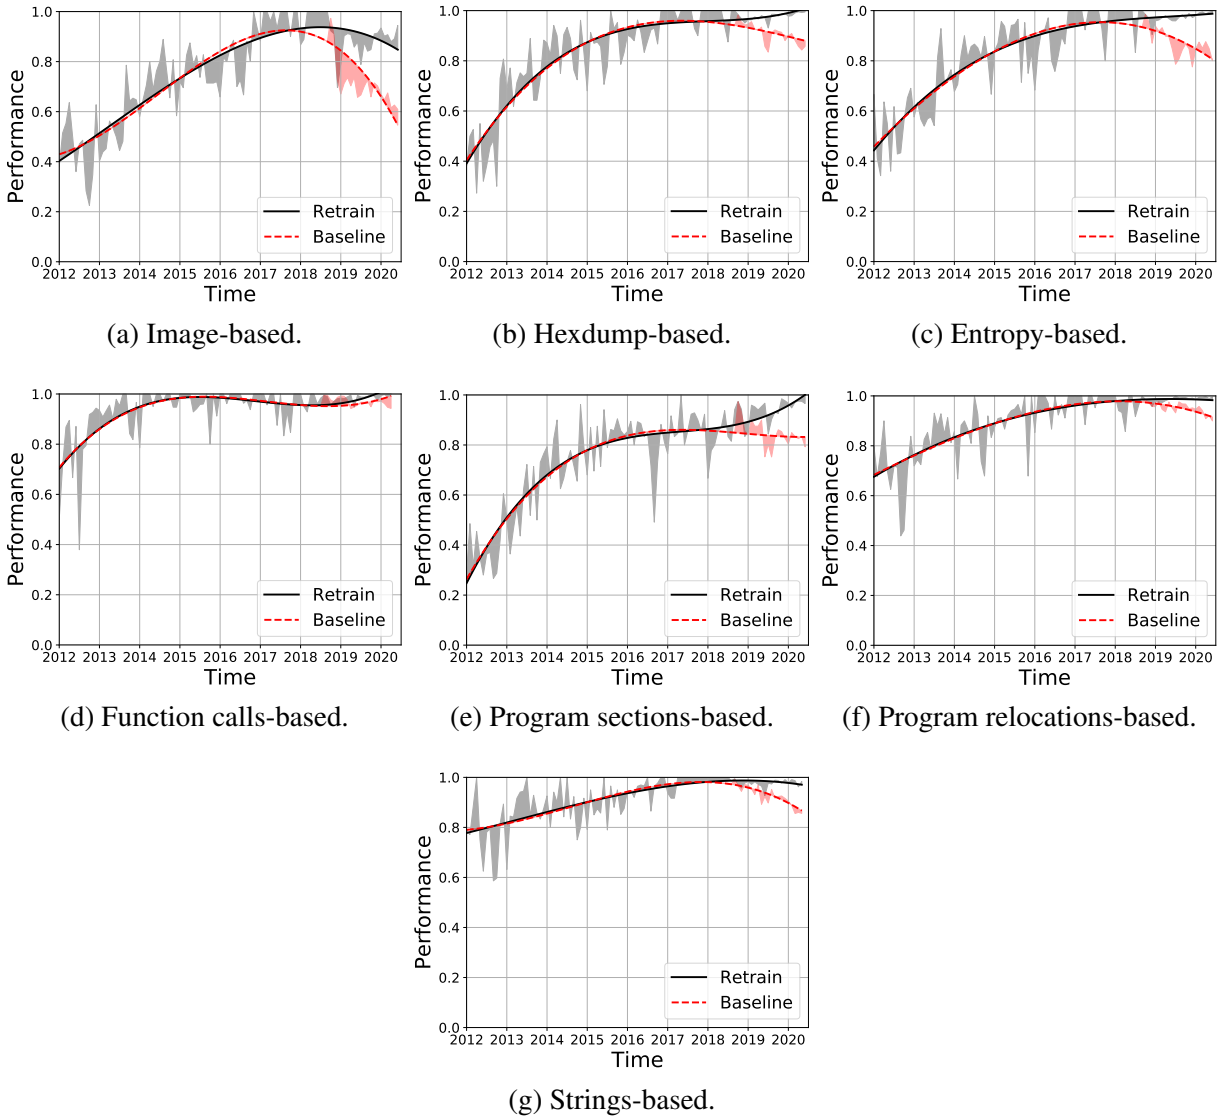 1.0
0.8
0.6
0.4
0.2
0.0
Performance
Retrain
Baseline
2012 2013 2014 2015 2016 2017 2018 2019 2020
Time
(a) Image-based.
1.0
0.8
0.6
0.4
0.2
0.0
Performance
Retrain
Baseline
2012 2013 2014 2015 2016 2017 2018 2019 2020
Time
(b) Hexdump-based.
1.0
0.8
0.6
0.4
0.2
0.0
Performance
Retrain
Baseline
2012 2013 2014 2015 2016 2017 2018 2019 2020
Time
(c) Entropy-based.
1.0
0.8
0.6
0.4
0.2
0.0
Performance
Retrain
Baseline
2012 2013 2014 2015 2016 2017 2018 2019 2020
Time
(d) Function calls-based.
1.0
0.8
0.6
0.4
0.2
0.0
Performance
Retrain
Baseline
2012 2013 2014 2015 2016 2017 2018 2019 2020
Time
(e) Program sections-based.
1.0
0.8
0.6
0.4
0.2
0.0
Performance
Retrain
Baseline
2012 2013 2014 2015 2016 2017 2018 2019 2020
Time
(f) Program relocations-based.
1.0
0.8
0.6
0.4
0.2
0.0
Performance
Retrain
Baseline
2012 2013 2014 2015 2016 2017 2018 2019 2020
Time
(g) Strings-based.